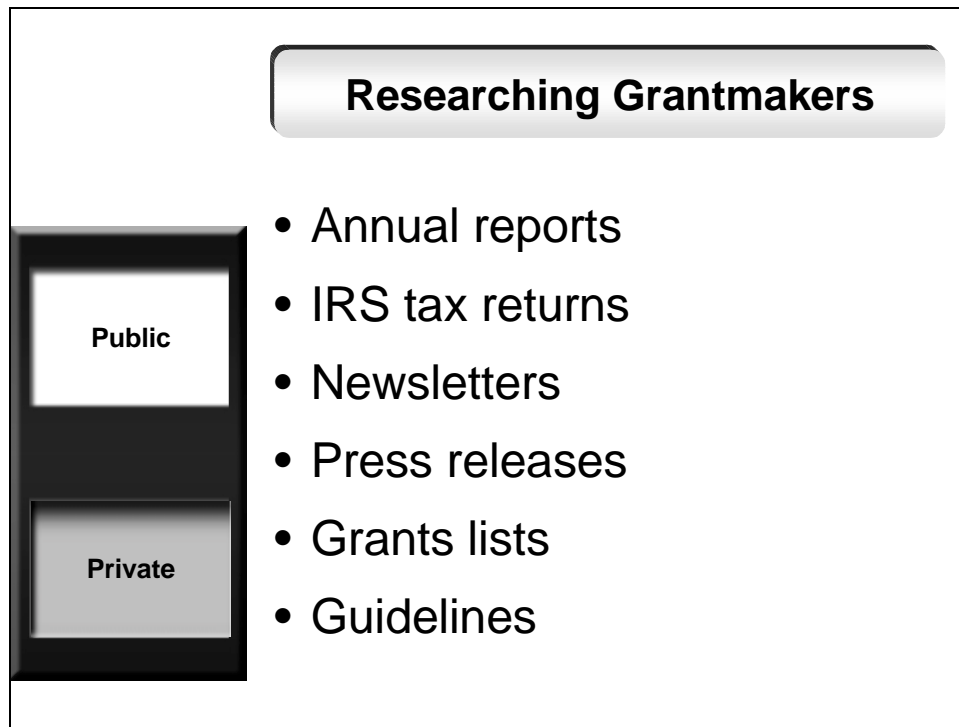 Researching Grantmakers
Public
Private
• Annual reports
• IRS tax returns
• Newsletters
• Press releases
• Grants lists
• Guidelines